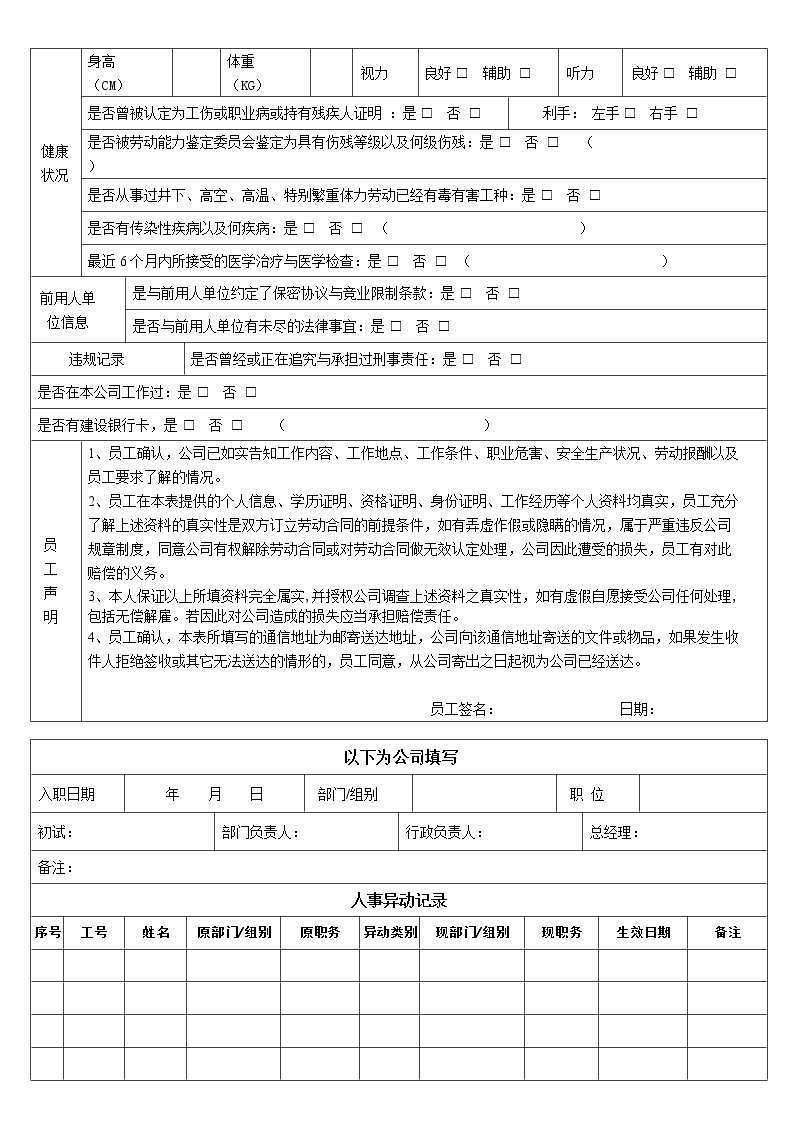 身高 体重 视力 良好 □ 辅助 □ 听力 良好 □ 辅助 □
（CM） （KG）
是否曾被认定为工伤或职业病或持有残疾人证明 ：是 □ 否 □ 利手： 左手 □ 右手 □
健康
状况
是否被劳动能力鉴定委员会鉴定为具有伤残等级以及何级伤残：是 □ 否 □ （
）
是否从事过井下、高空、高温、特别繁重体力劳动已经有毒有害工种：是 □ 否 □
是否有传染性疾病以及何疾病：是 □ 否 □ （ ）
最近 6 个月内所接受的医学治疗与医学检查：是 □ 否 □ （ ）
前用人单
位信息
是与前用人单位约定了保密协议与竞业限制条款：是 □ 否 □
是否与前用人单位有未尽的法律事宜：是 □ 否 □
违规记录 是否曾经或正在追究与承担过刑事责任：是 □ 否 □
是否在本公司工作过：是 □ 否 □
是否有建设银行卡，是 □ 否 □ （ ）
员
工
声
明
1、员工确认，公司已如实告知工作内容、工作地点、工作条件、职业危害、安全生产状况、劳动报酬以及
员工要求了解的情况。
2、员工在本表提供的个人信息、学历证明、资格证明、身份证明、工作经历等个人资料均真实，员工充分
了解上述资料的真实性是双方订立劳动合同的前提条件，如有弄虚作假或隐瞒的情况，属于严重违反公司
规章制度，同意公司有权解除劳动合同或对劳动合同做无效认定处理，公司因此遭受的损失，员工有对此
赔偿的义务。
3、本人保证以上所填资料完全属实,并授权公司调查上述资料之真实性，如有虚假自愿接受公司任何处理,
包括无偿解雇。若因此对公司造成的损失应当承担赔偿责任。
4、员工确认，本表所填写的通信地址为邮寄送达地址，公司向该通信地址寄送的文件或物品，如果发生收
件人拒绝签收或其它无法送达的情形的，员工同意，从公司寄出之日起视为公司已经送达。
员工签名： 日期：
以下为公司填写
入职日期 年 月 日 部门/组别 职 位
初试： 部门负责人： 行政负责人： 总经理：
备注：
人事异动记录
序号 工号 姓名 原部门/组别 原职务 异动类别 现部门/组别 现职务 生效日期 备注